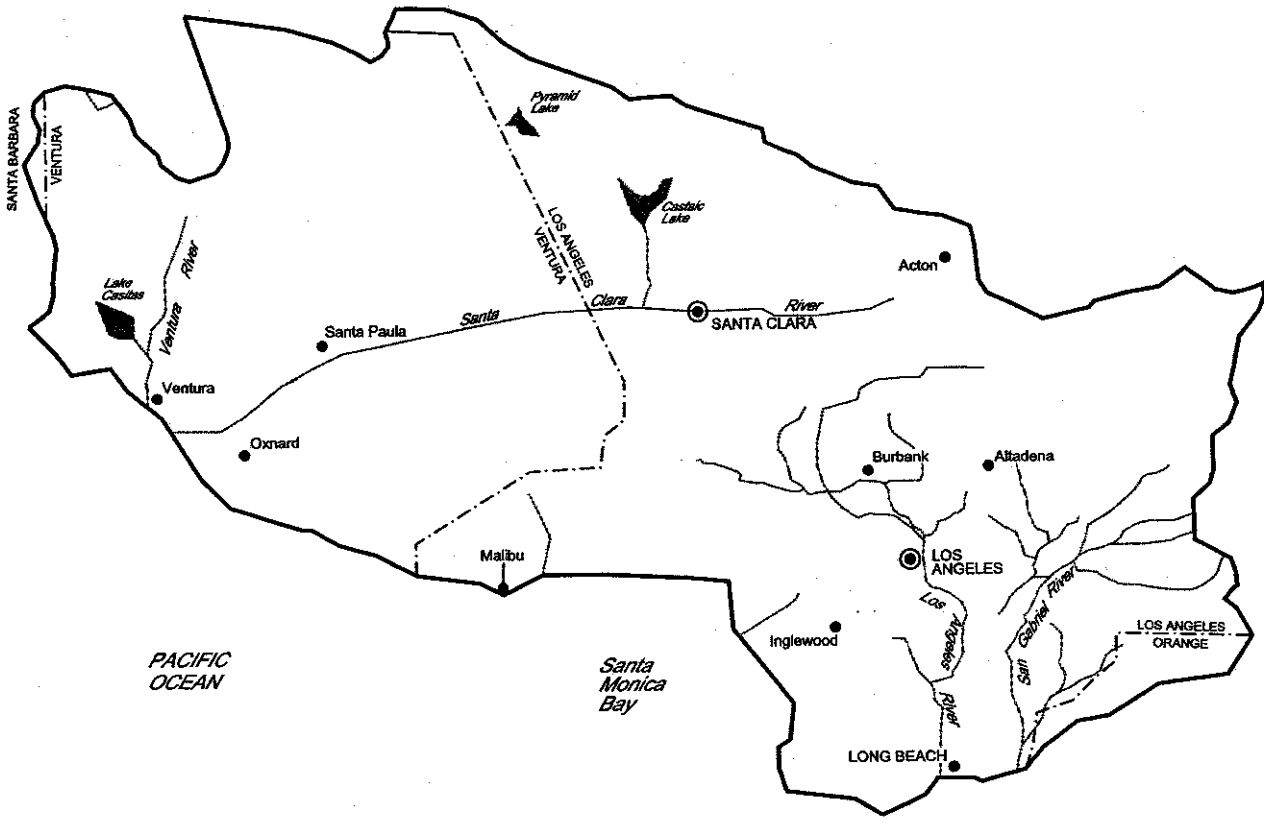 Pyramid
Lake
SANTA BARBARA
VENTURA
LOS ANGELES
VENTURA
Castaic
Lake
Acton
Lake
Casitas
Ventura River
Santa Clara River
SANTA CLARA
Santa Paula
Ventura
Oxnard
Burbank
Altadena
Malibu
LOS
ANGELES
Los Angeles River
San Gabriel River
Inglewood
LOS ANGELES
ORANGE
PACIFIC
OCEAN
Santa
Monica
Bay
LONG BEACH